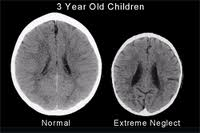 3 Year Old Children
Normal
Extreme Neglect